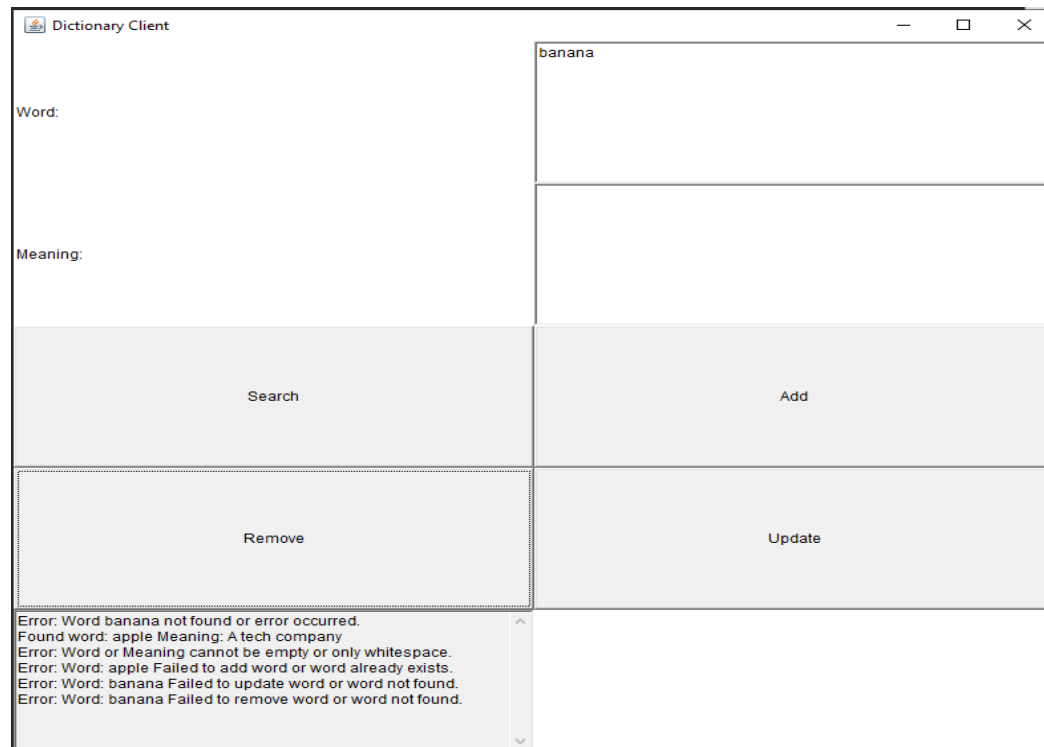 Dictionary Client
Word:
banana
Meaning:
Search
Add
Remove
Update
Error: Word banana not found or error occurred.
Found word: apple Meaning: A tech company
Error: Word or Meaning cannot be empty or only whitespace.
Error: Word: apple Failed to add word or word already exists.
Error: Word: banana Failed to update word or word not found.
Error: Word: banana Failed to remove word or word not found.